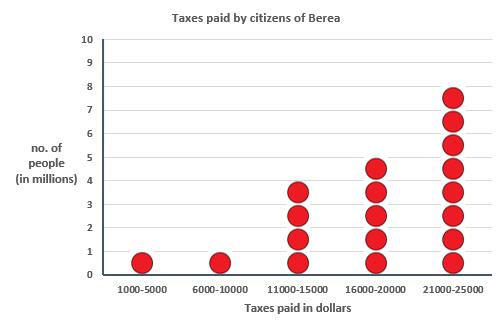 Taxes paid by citizens of Berea
10
9
8
7
6
5
4
3
2
1
0
no. of
people
(in millions)
1000-5000 6000-10000 11000-15000 16000-20000 21000-25000
Taxes paid in dollars